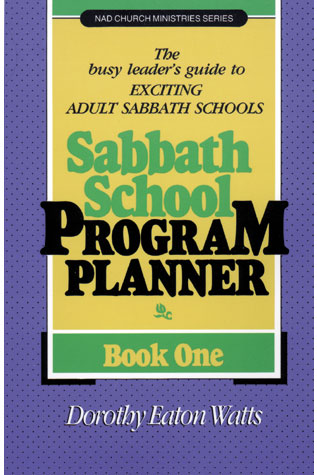 NAD CHURCH MINISTRIES SERIES
The
busy leader's guide to
EXCITING
ADULT SABBATH SCHOOLS
Sabbath
School
PROGRAM
PLANNER
Book One
Dorothy Eaton Watts